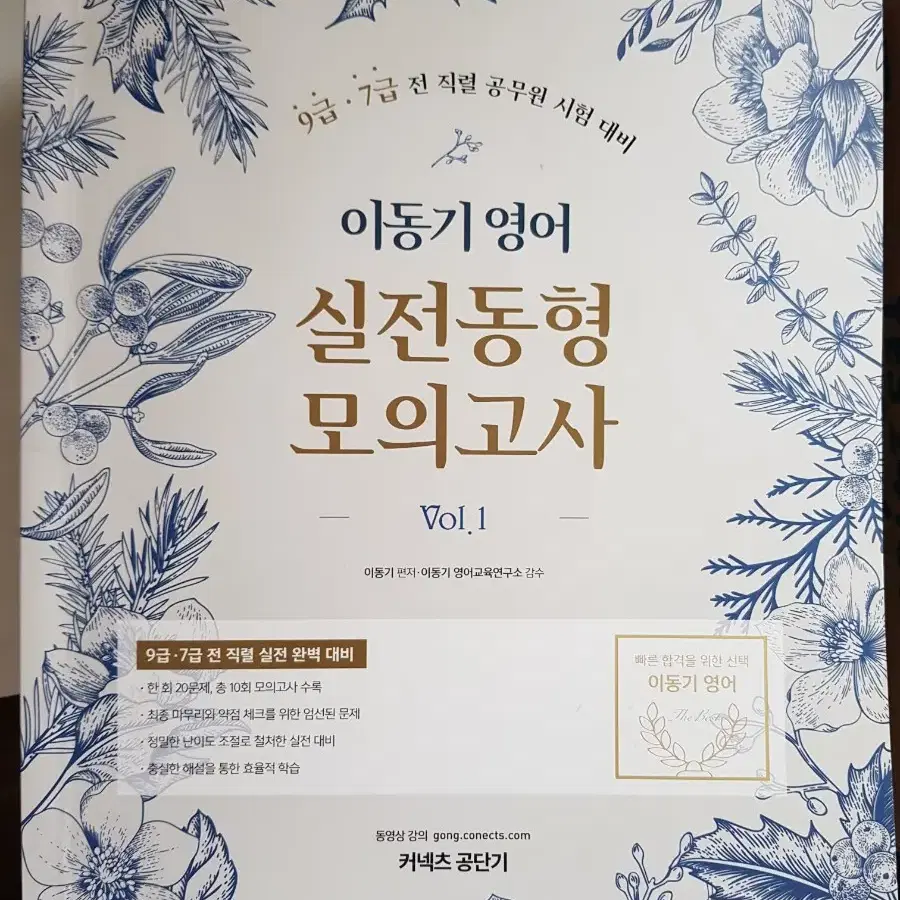 9급·7급 전 직렬 공무원 시험 대비
이동기 영어
실전동형
모의고사
Vol.1
이동기 편저·이동기 영어교육연구소 감수
9급·7급 전 직렬 실전 완벽 대비
· 한 회 20문제, 총 10회 모의고사 수록
· 최종 마무리와 약점 체크를 위한 엄선된 문제
· 정밀한 난이도 조절로 철저한 실전 대비
· 충실한 해설을 통한 효율적 학습
빠른 합격을 위한 선택
이동기 영어
The Best
동영상 강의 gong.conects.com
커넥츠 공단기